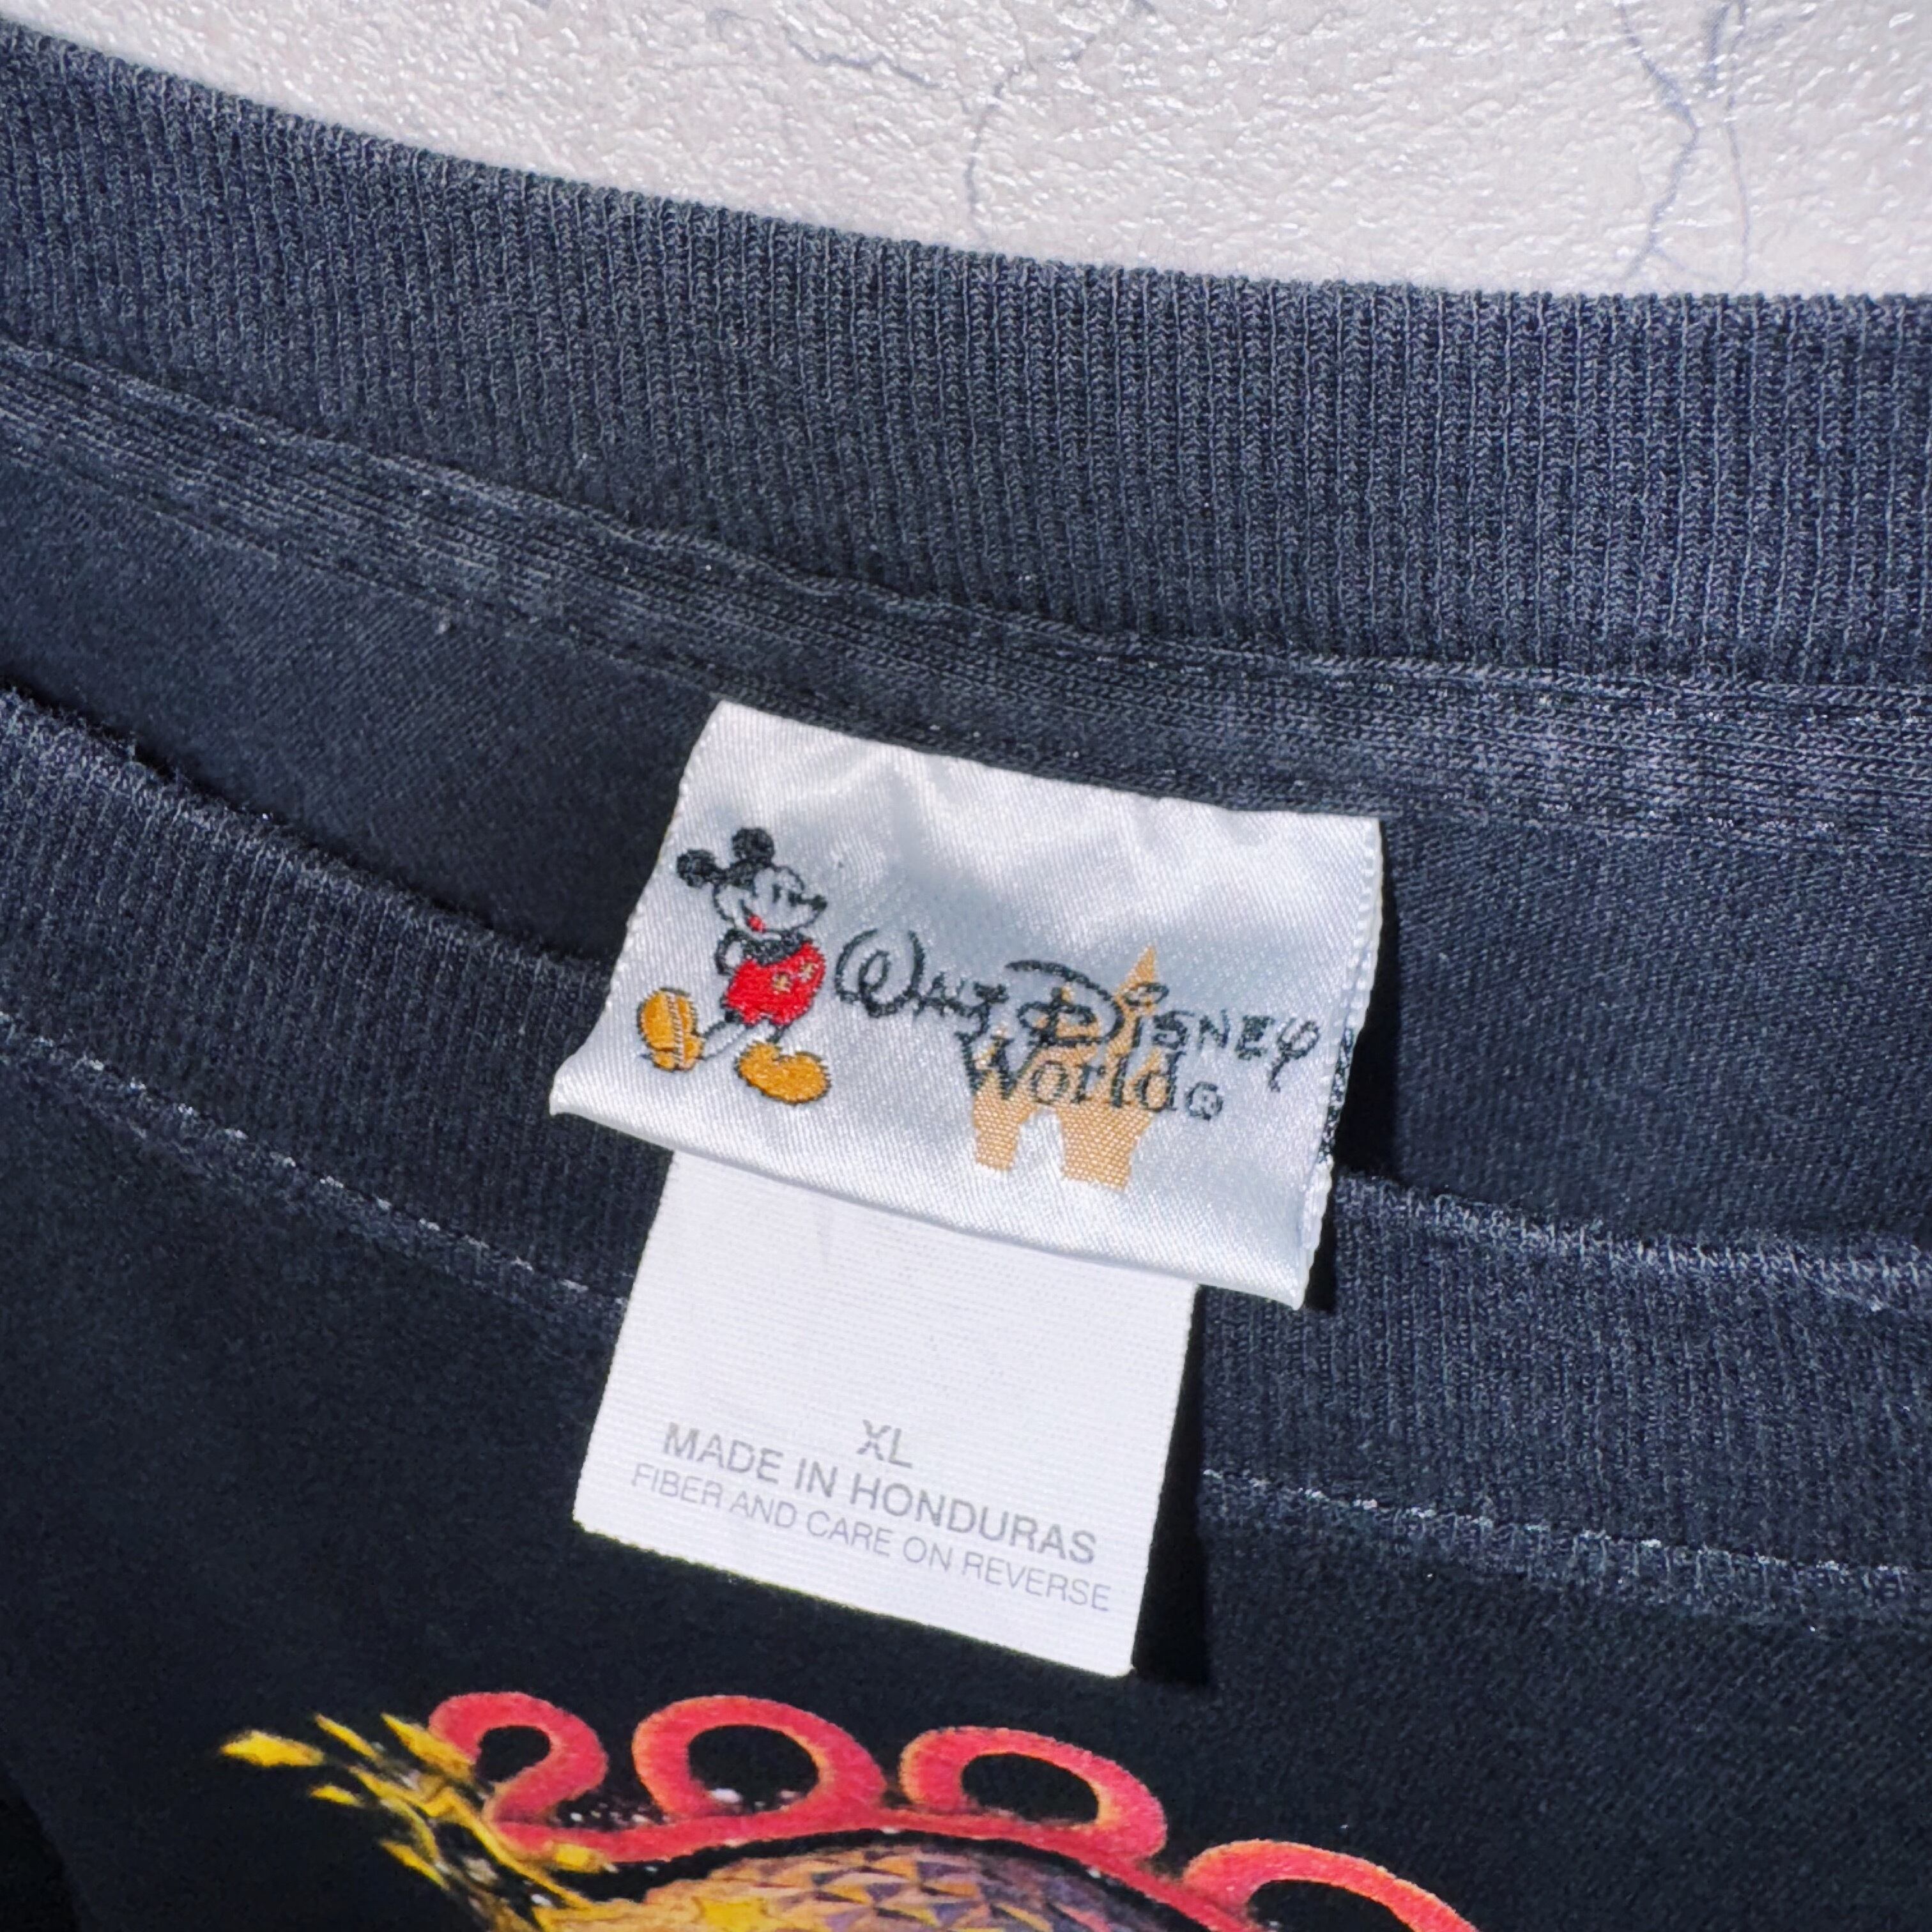 WALT DISNEY
World®
XL
MADE IN HONDURAS
FIBER AND CARE ON REVERSE
2000